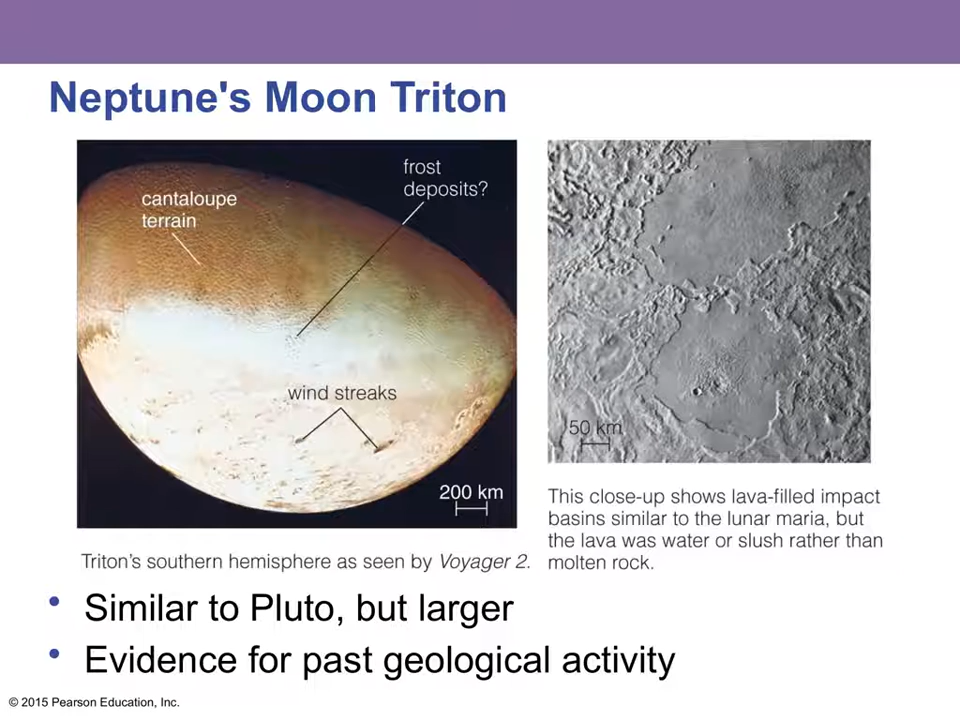 Neptune's Moon Triton
cantaloupe
terrain
frost
deposits?
wind streaks
200 km
50 km
Triton's southern hemisphere as seen by Voyager 2.
This close-up shows lava-filled impact
basins similar to the lunar maria, but
the lava was water or slush rather than
molten rock.
• Similar to Pluto, but larger
• Evidence for past geological activity
© 2015 Pearson Education, Inc.